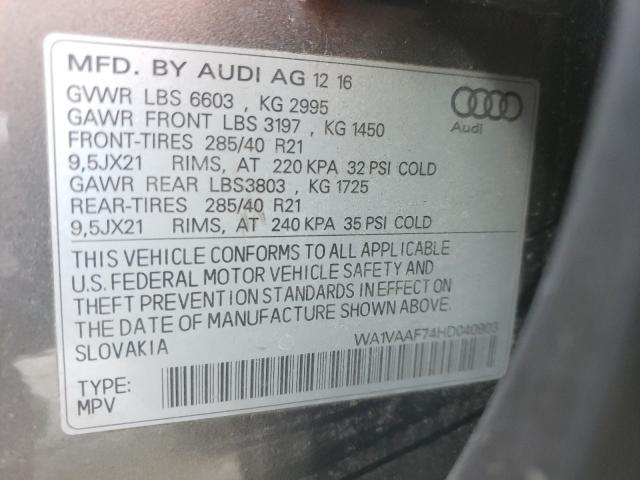 MFD. BY AUDI AG 12 16
GVWR LBS 6603 , KG 2995
GAWR FRONT LBS 3197 , KG 1450
FRONT-TIRES 285/40 R21
9,5JX21 RIMS, AT 220 KPA 32 PSI COLD
GAWR REAR LBS3803 , KG 1725
REAR-TIRES 285/40 R21
9,5JX21 RIMS, AT 240 KPA 35 PSI COLD
Audi
THIS VEHICLE CONFORMS TO ALL APPLICABLE
U.S. FEDERAL MOTOR VEHICLE SAFETY AND
THEFT PREVENTION STANDARDS IN EFFECT ON
THE DATE OF MANUFACTURE SHOWN ABOVE.
SLOVAKIA
WA1VAAF74HD040903
TYPE:
MPV